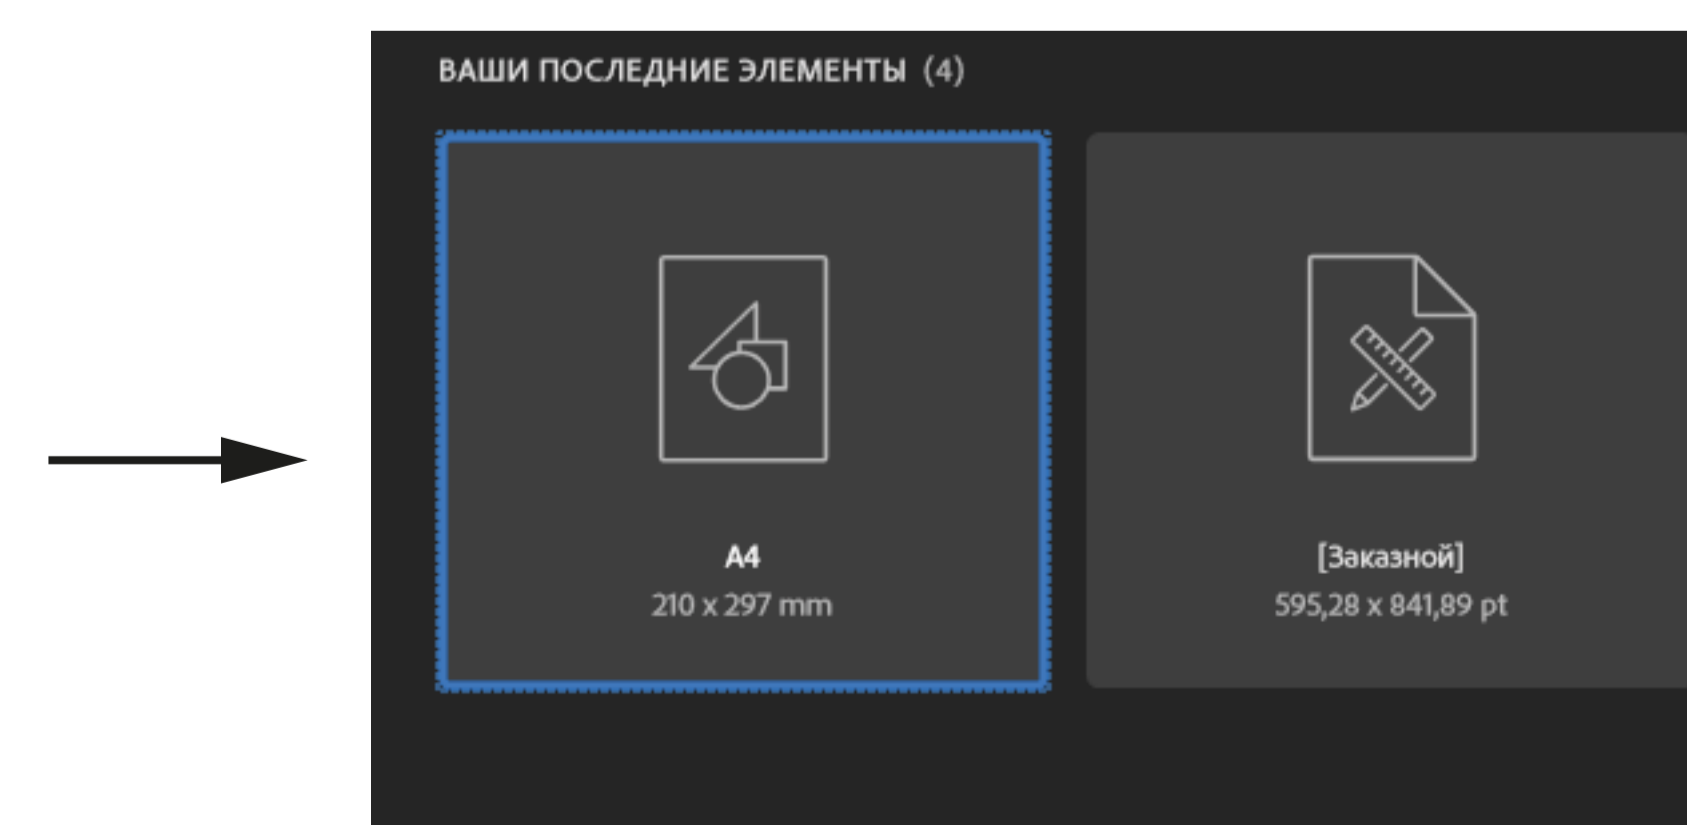 ВАШИ ПОСЛЕДНИЕ ЭЛЕМЕНТЫ (4)
A4
210 x 297 mm
[Заказной]
595,28 x 841,89 pt